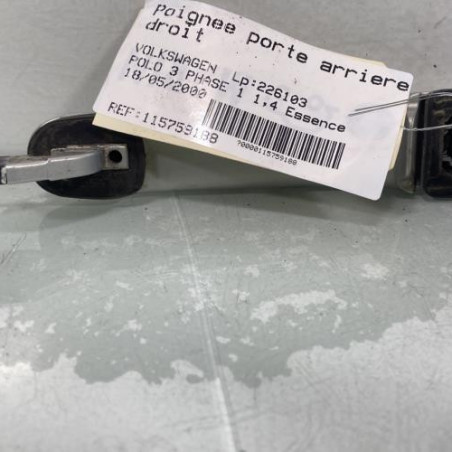 Poignee porte arriere
droit
VOLKSWAGEN Lp:226103
POLO 3 PHASE 1 1,4 Essence
18/05/2000
REF:115759188
?0000115759188